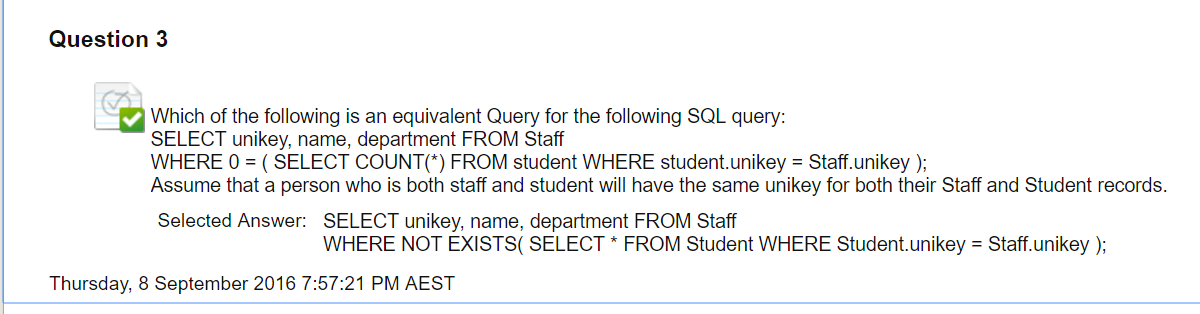 Question 3
Which of the following is an equivalent Query for the following SQL query:
SELECT unikey, name, department FROM Staff
WHERE 0 = ( SELECT COUNT(*) FROM student WHERE student.unikey = Staff.unikey );
Assume that a person who is both staff and student will have the same unikey for both their Staff and Student records.
Selected Answer: SELECT unikey, name, department FROM Staff
WHERE NOT EXISTS( SELECT * FROM Student WHERE Student.unikey = Staff.unikey );
Thursday, 8 September 2016 7:57:21 PM AEST